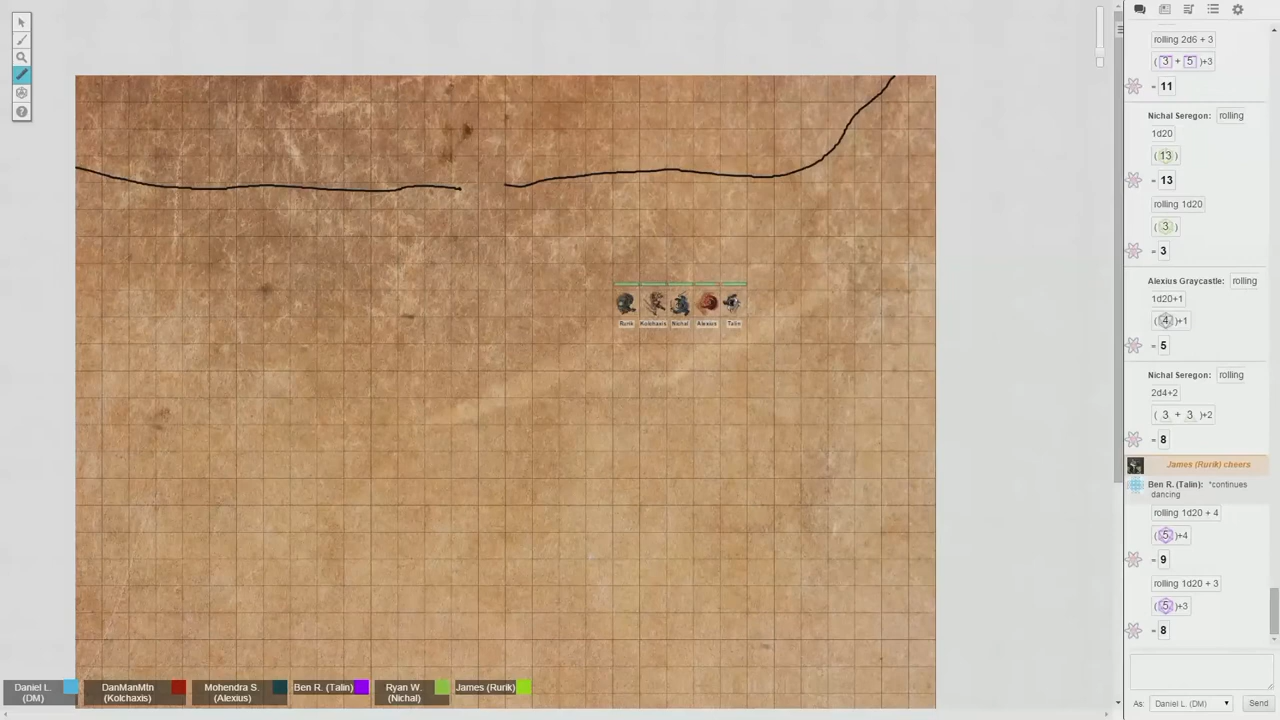 rolling 2d6 + 3
( 3 + 5 )+3
= 11
Nichal Seregon: rolling
1d20
( 13 )
= 13
rolling 1d20
( 3 )
= 3
Alexius Graycastle: rolling
1d20+1
( 4 )+1
= 5
Nichal Seregon: rolling
2d4+2
( 3 + 3 )+2
= 8
James (Rurik) cheers
Ben R. (Talin): *continues
dancing
rolling 1d20 + 4
( 5 )+4
= 9
rolling 1d20 + 3
( 5 )+3
= 8
Rurik Kolchaxis Nichal Alexius Talin
Daniel L.
(DM)
DanManMtn
(Kolchaxis)
Mohendra S.
(Alexius)
Ben R. (Talin)
Ryan W.
(Nichal)
James (Rurik)
As: Daniel L. (DM) Send